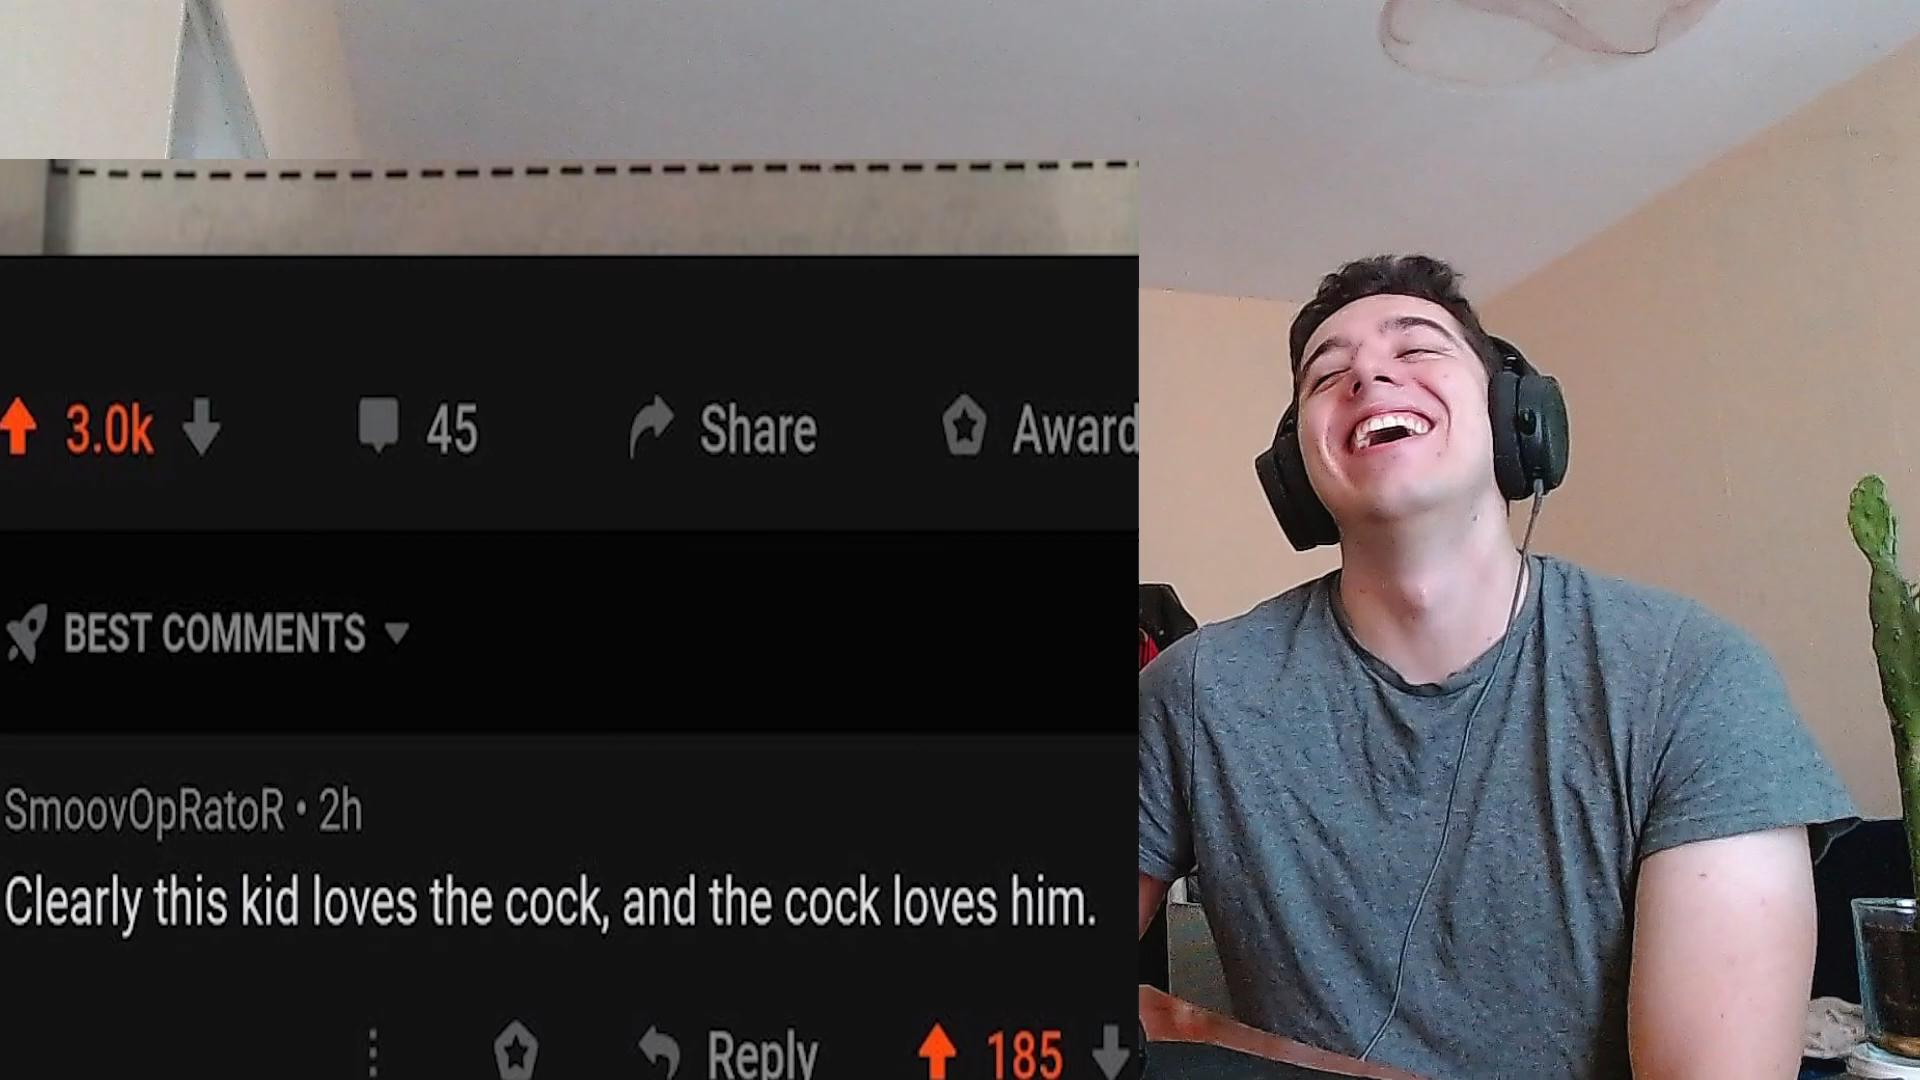 3.0k 45 Share Award
BEST COMMENTS
SmoovOpRatoR • 2h
Clearly this kid loves the cock, and the cock loves him.
Reply 185